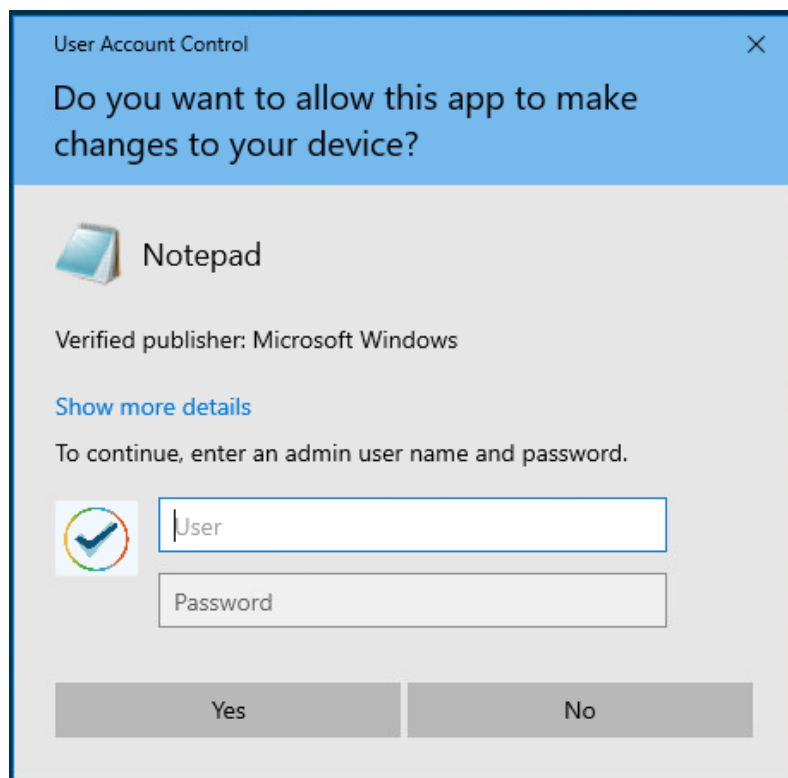 User Account Control
Do you want to allow this app to make
changes to your device?
Notepad
Verified publisher: Microsoft Windows
Show more details
To continue, enter an admin user name and password.
User
Password
Yes
No